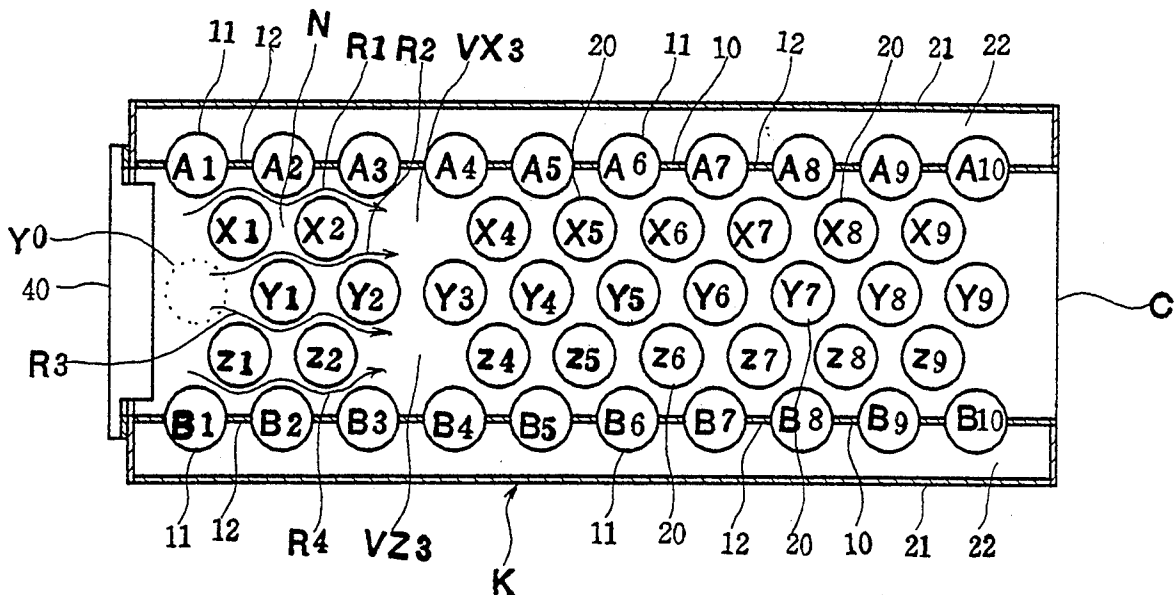 11 12 N R1 R2 VX3 20 11 10 12 20 21 22
A1 A2 A3 A4 A5 A6 A7 A8 A9 A10
X1 X2 X4 X5 X6 X7 X8 X9
Y0
40
Y1 Y2 Y3 Y4 Y5 Y6 Y7 Y8 Y9
C
R3
z1 z2 z4 z5 z6 z7 z8 z9
B1 B2 B3 B4 B5 B6 B7 B8 B9 B10
11 12 R4 VZ3 K 11 20 12 20 10 21 22